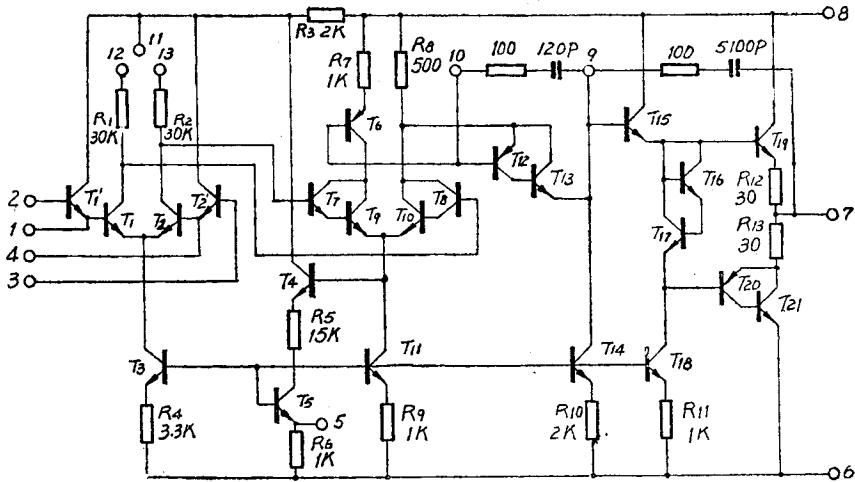 8
R3 2K
11
12 13
R7 1K
R8 500
10 100 120P 9 100 5100P
R1 30K
R2 30K
T6
T15
T12
T13
T19
T16
R12 30
2
T1'
T1
T2
T2'
T7
T9
T10
T8
1
7
4
T17
R13 30
3
T4
T20
T21
R5 15K
T3
T11
T14
T18
T5
5
R4 3.3K
R6 1K
R9 1K
R10 2K
R11 1K
6